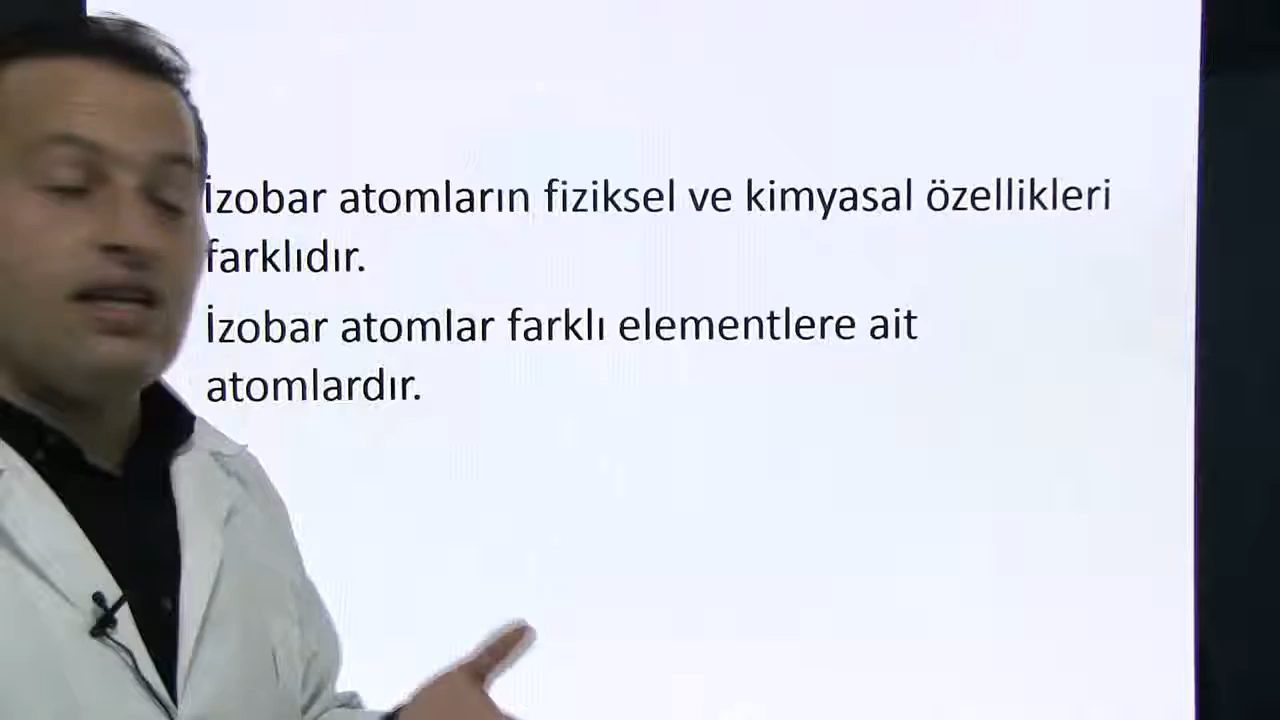 İzobar atomların fiziksel ve kimyasal özellikleri
farklıdır.
İzobar atomlar farklı elementlere ait
atomlardır.